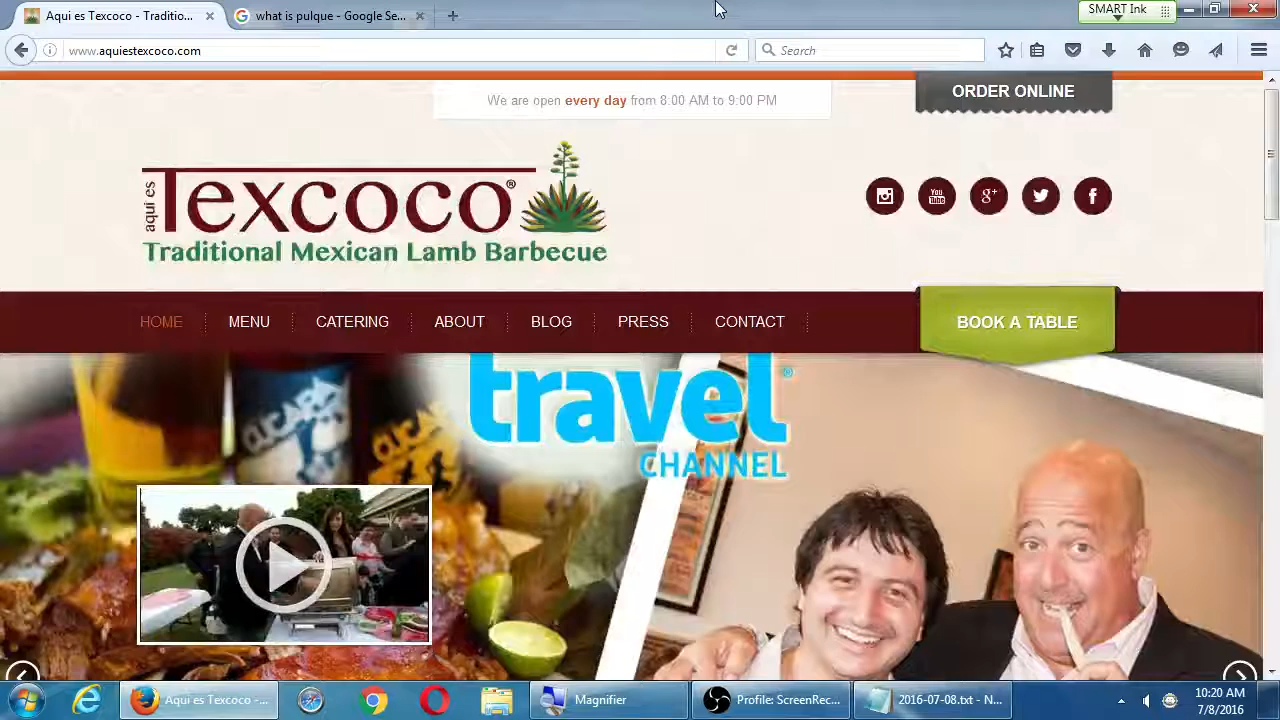 Aqui es Texcoco - Traditio...
what is pulque - Google Se...
SMART Ink
www.aquiestexcoco.com
Search
We are open every day from 8:00 AM to 9:00 PM
ORDER ONLINE
aqui es Texcoco®
Traditional Mexican Lamb Barbecue
You Tube
g+
f
HOME
MENU
CATERING
ABOUT
BLOG
PRESS
CONTACT
BOOK A TABLE
travel®
CHANNEL
Aqui es Texcoco - ...
Magnifier
Profile: ScreenRec...
2016-07-08.txt - N...
10:20 AM
7/8/2016